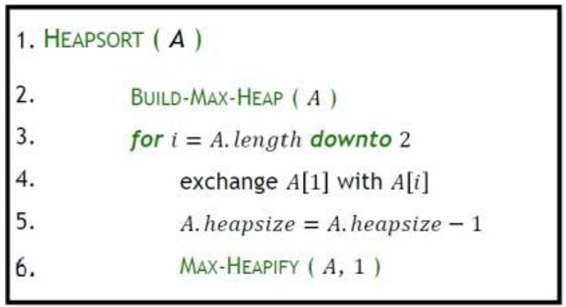 1. HEAPSORT ( A )
2. BUILD-MAX-HEAP ( A )
3. for i = A.length downto 2
4. exchange A[1] with A[i]
5. A.heapsize = A.heapsize − 1
6. MAX-HEAPIFY ( A, 1 )